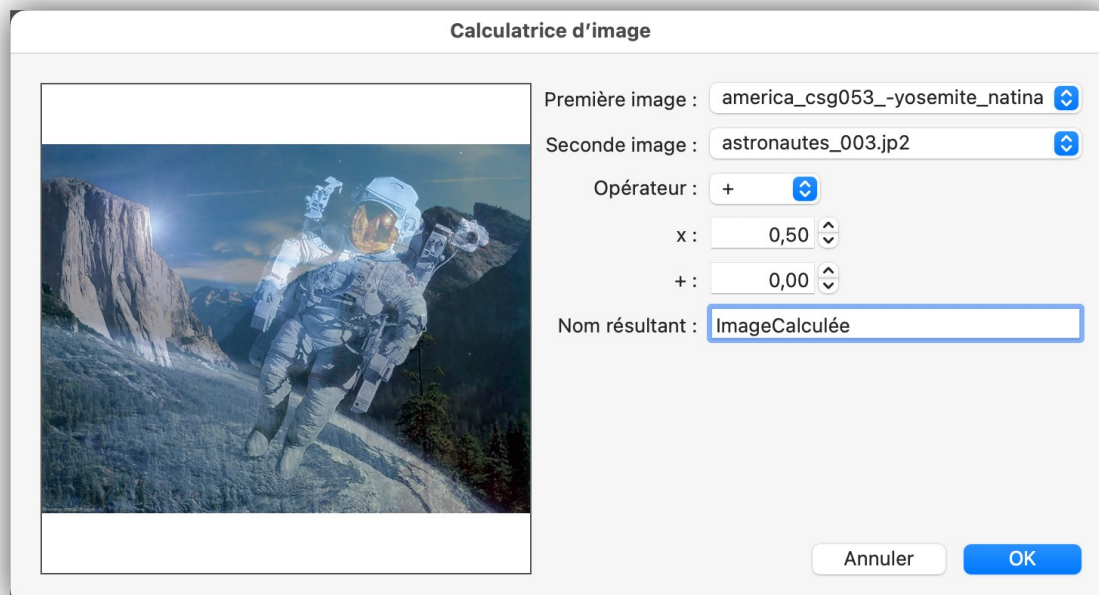 Calculatrice d’image
Première image : america_csg053_-yosemite_natina
Seconde image : astronautes_003.jp2
Opérateur : +
x : 0,50
+ : 0,00
Nom résultant : ImageCalculée
Annuler OK